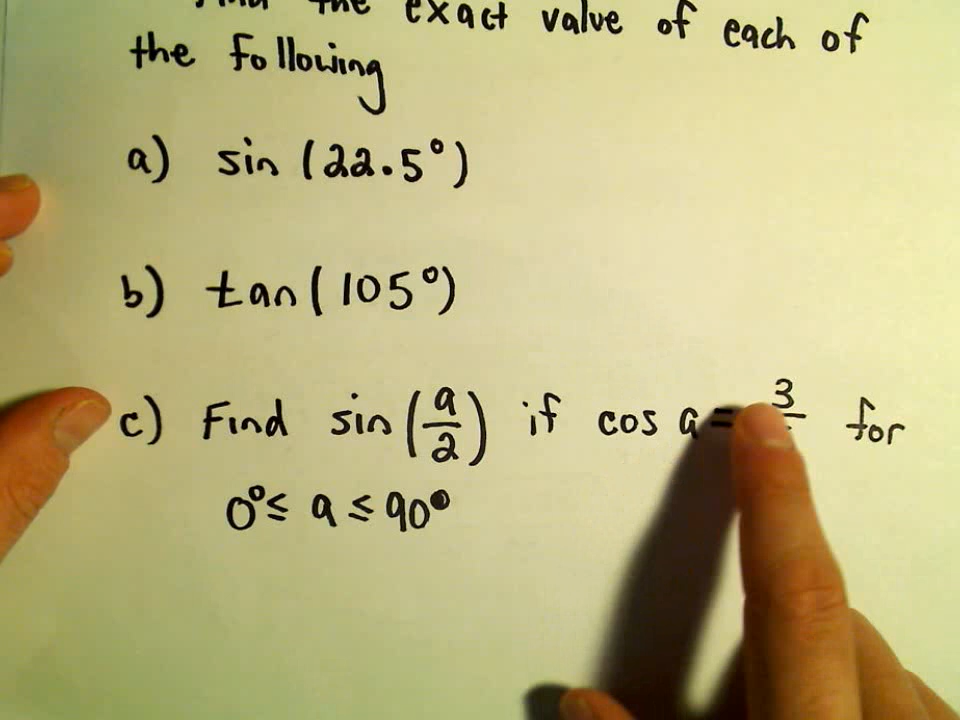 the exact value of each of
the following
a) sin (22.5°)
b) tan (105°)
c) Find sin(a/2) if cos a = 3/ for
0° ≤ a ≤ 90°